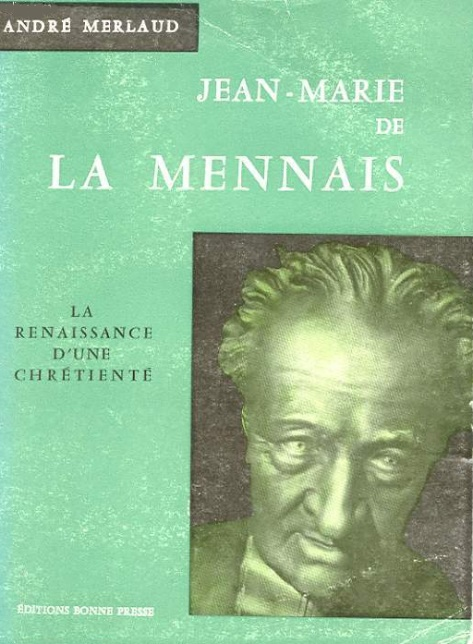 ANDRÉ MERLAUD
JEAN-MARIE
DE
LA MENNAIS
LA
RENAISSANCE
D'UNE
CHRÉTIENTÉ
ÉDITIONS BONNE PRESSE